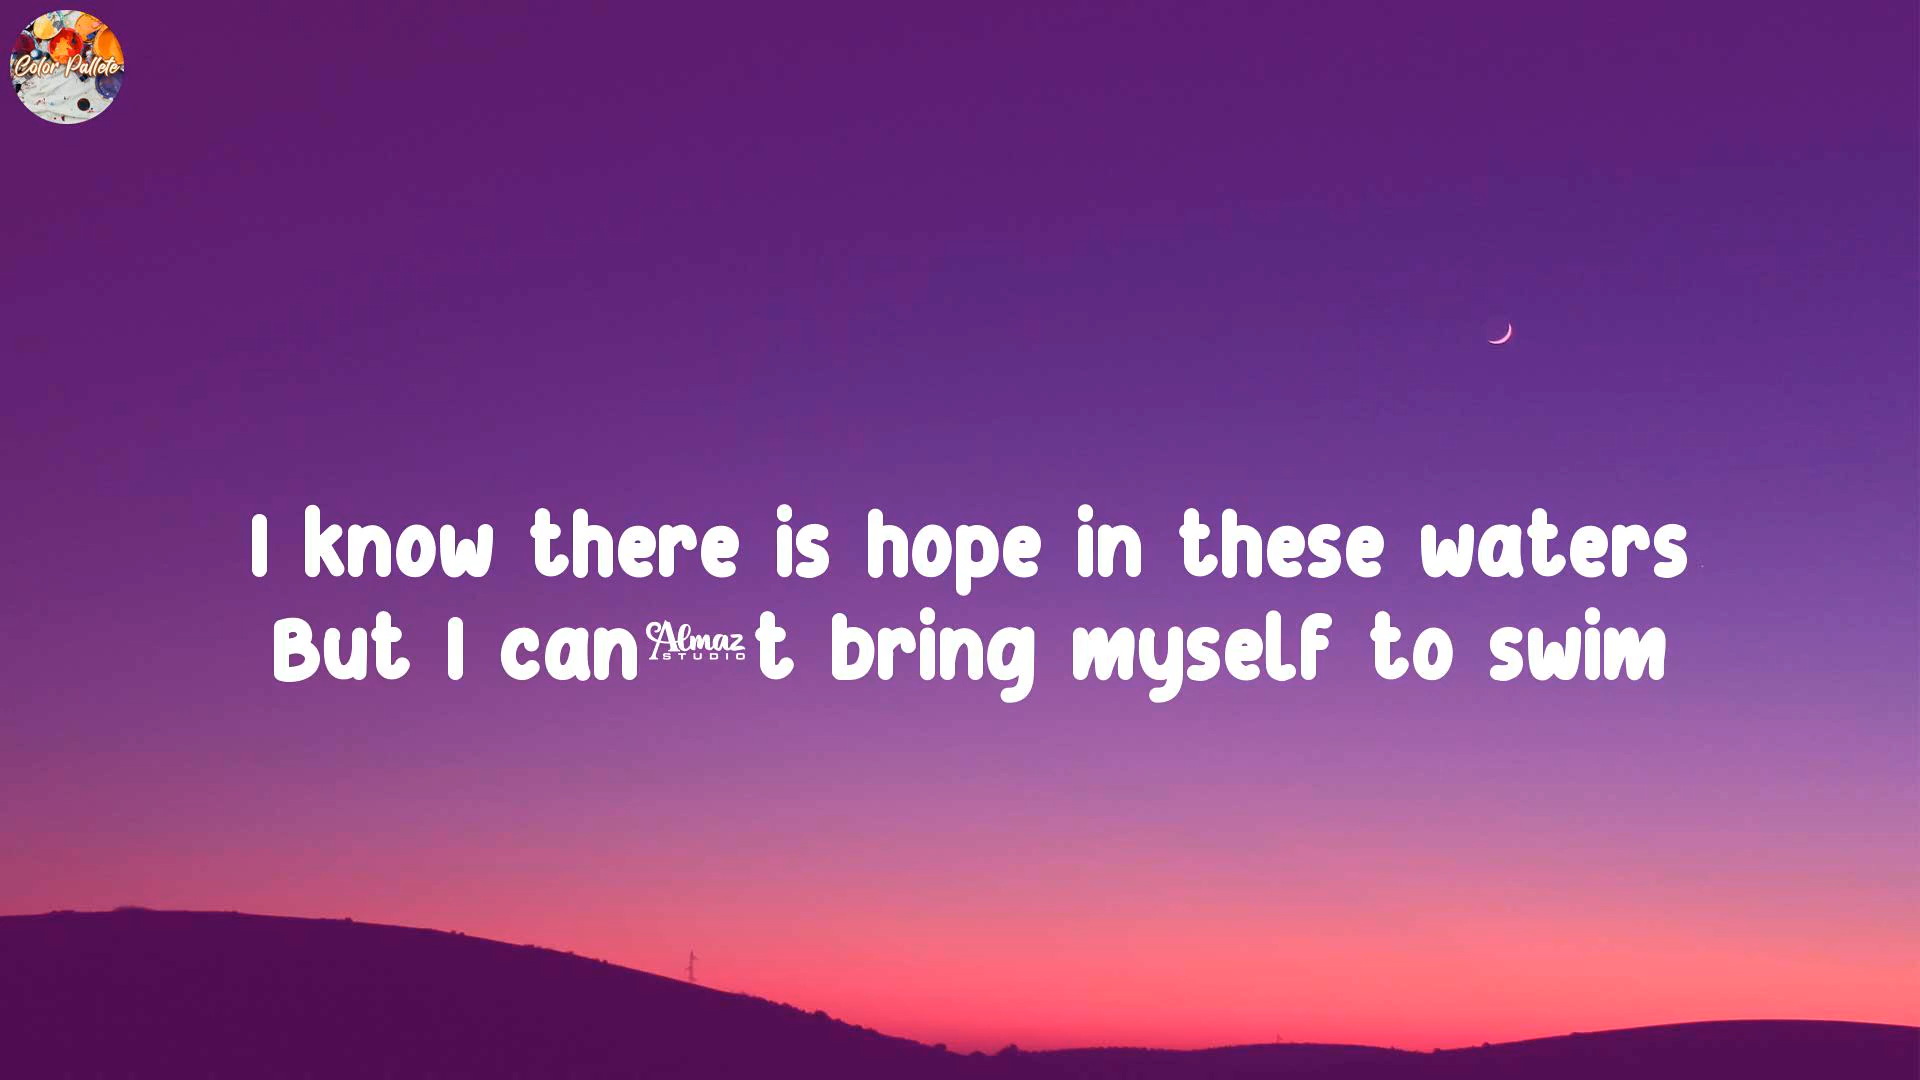 Color Pallete
I know there is hope in these waters
But I can Almaz STUDIO t bring myself to swim